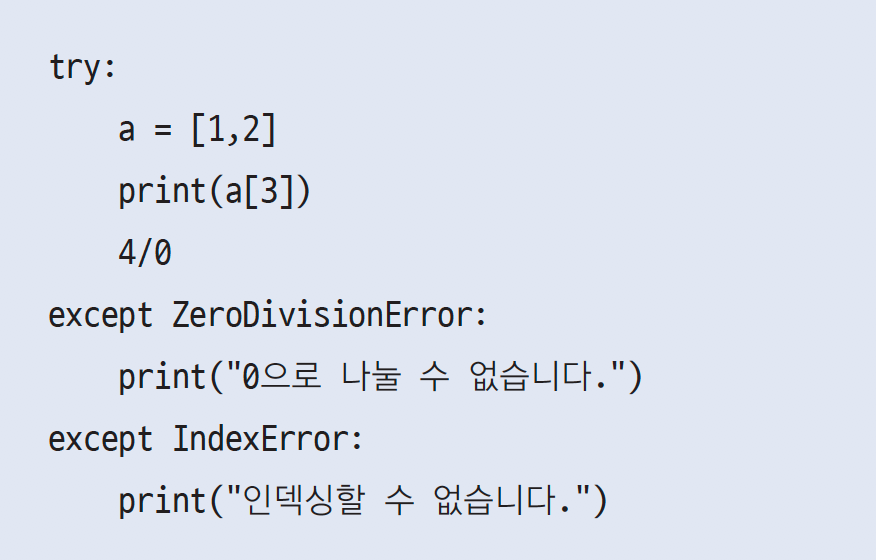 try:
    a = [1,2]
    print(a[3])
    4/0
except ZeroDivisionError:
    print("0으로 나눌 수 없습니다.")
except IndexError:
    print("인덱싱할 수 없습니다.")